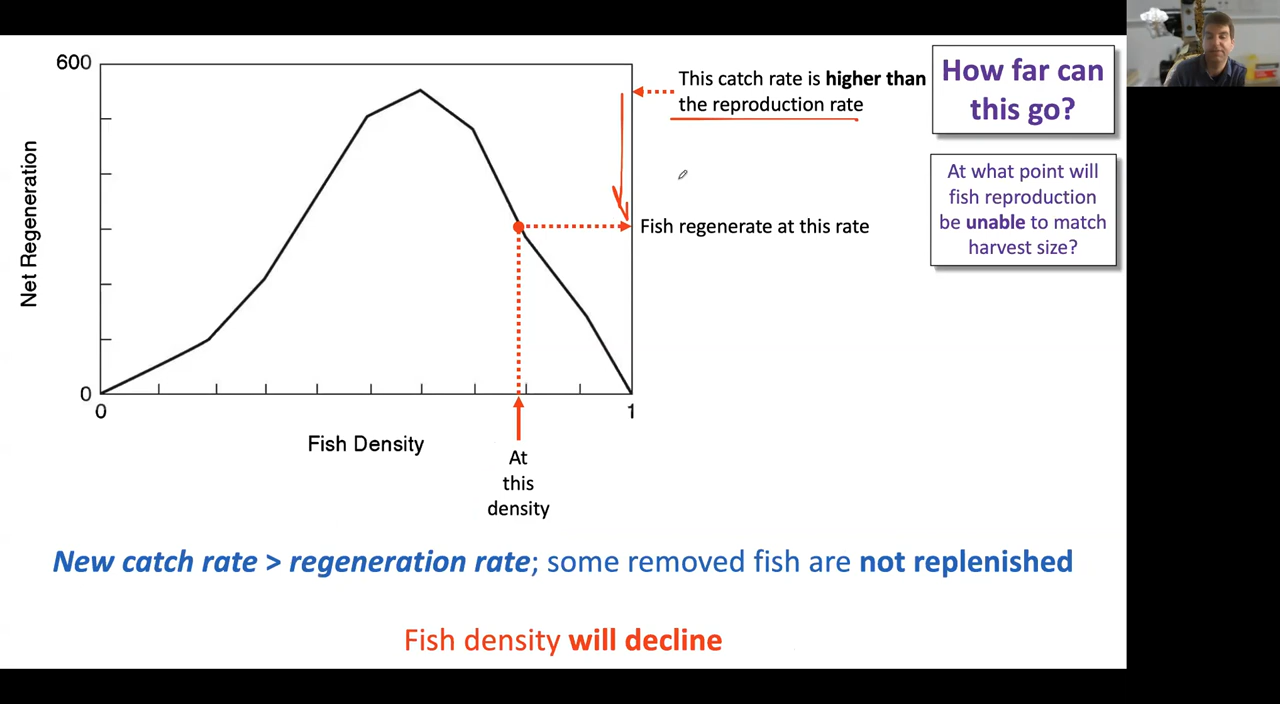 600
Net Regeneration
0
0
1
Fish Density
This catch rate is higher than
the reproduction rate
Fish regenerate at this rate
At
this
density
How far can
this go?
At what point will
fish reproduction
be unable to match
harvest size?
New catch rate > regeneration rate; some removed fish are not replenished
Fish density will decline